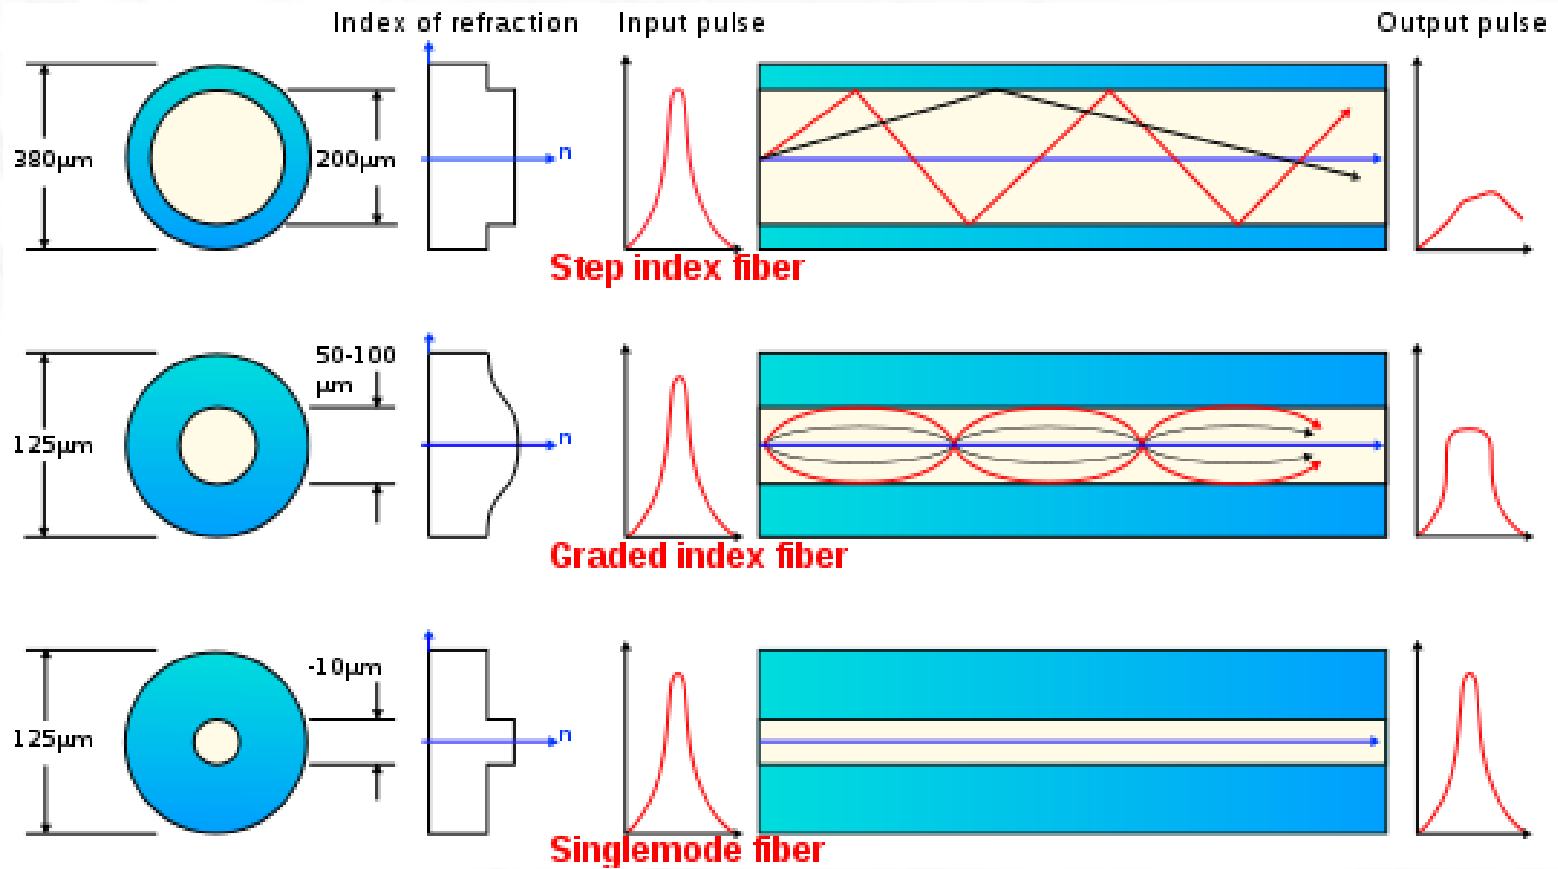 Index of refraction Input pulse Output pulse
380µm
200µm
n
Step index fiber
50-100
µm
125µm
n
Graded index fiber
-10µm
125µm
n
Singlemode fiber